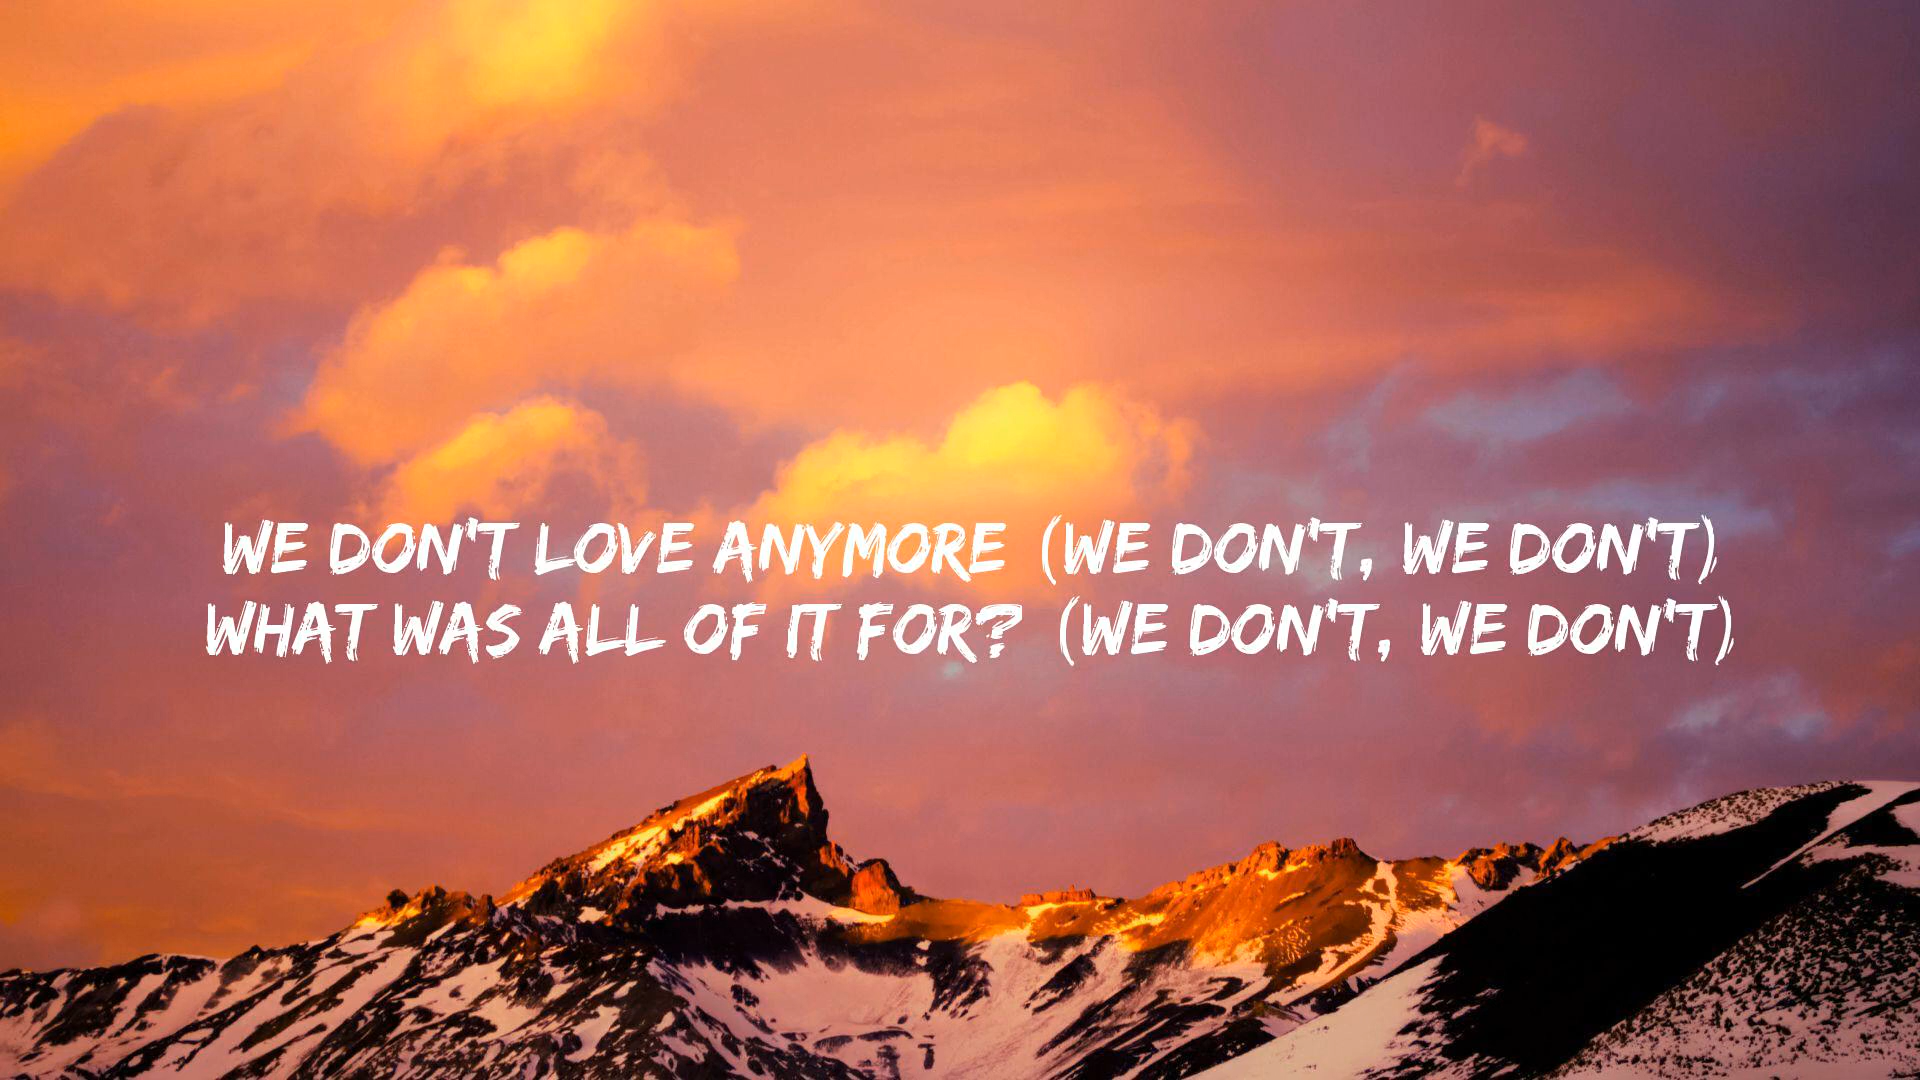 WE DON'T LOVE ANYMORE (WE DON'T, WE DON'T)
WHAT WAS ALL OF IT FOR? (WE DON'T, WE DON'T)